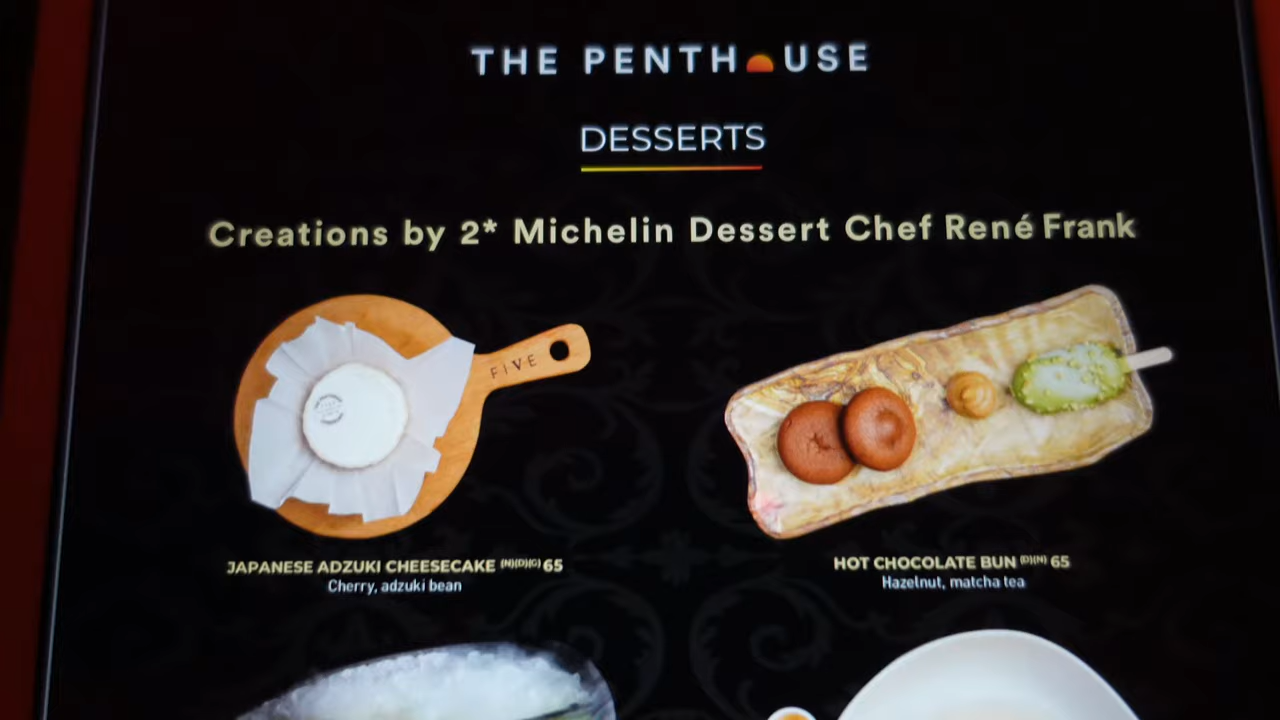 THE PENTHOUSE
DESSERTS
Creations by 2* Michelin Dessert Chef René Frank
FIVE
JAPANESE ADZUKI CHEESECAKE (N)(D)(G) 65
Cherry, adzuki bean
HOT CHOCOLATE BUN (D)(N) 65
Hazelnut, matcha tea